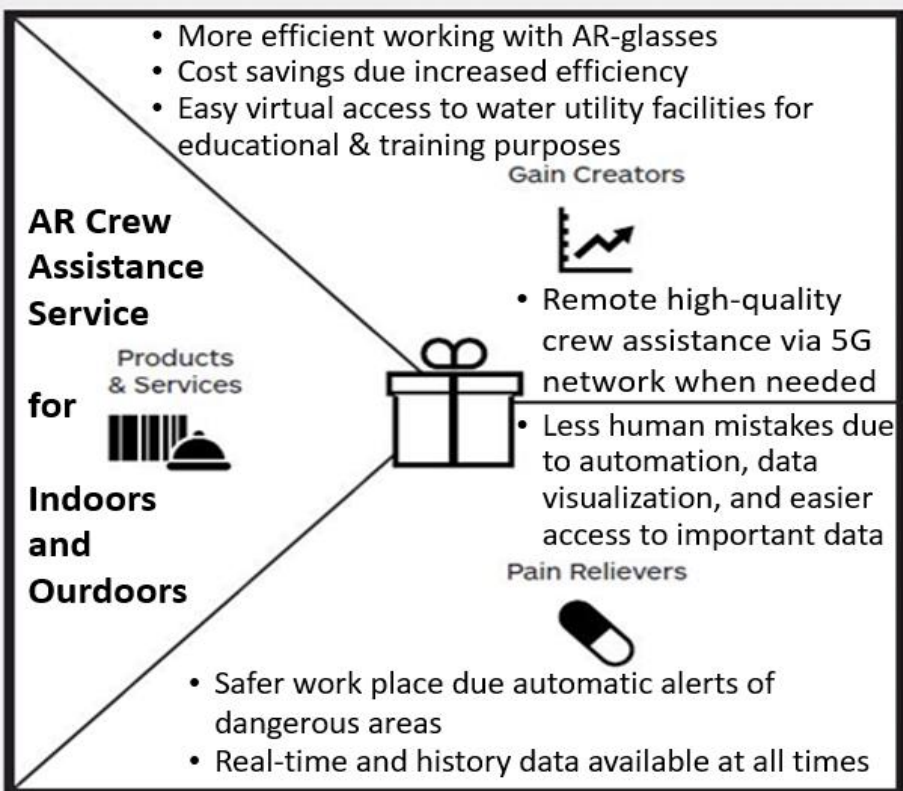 • More efficient working with AR-glasses
• Cost savings due increased efficiency
• Easy virtual access to water utility facilities for
educational & training purposes
Gain Creators
AR Crew
Assistance
Service
Products
& Services
for
Indoors
and
Ourdoors
• Remote high-quality
crew assistance via 5G
network when needed
• Less human mistakes due
to automation, data
visualization, and easier
access to important data
Pain Relievers
• Safer work place due automatic alerts of
dangerous areas
• Real-time and history data available at all times